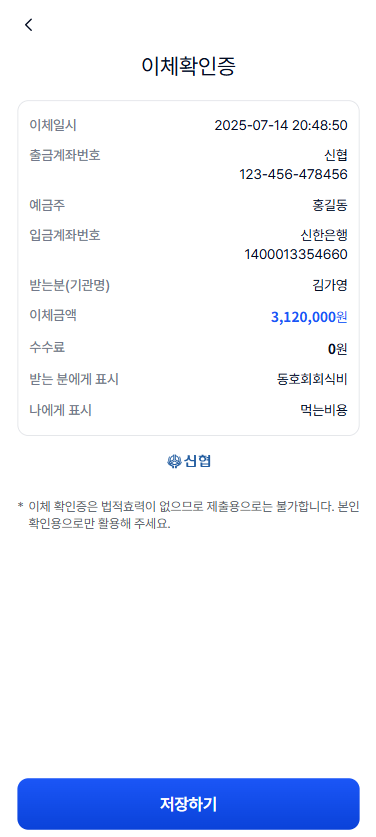 이체확인증
이체일시 2025-07-14 20:48:50
출금계좌번호 신협
123-456-478456
예금주 홍길동
입금계좌번호 신한은행
1400013354660
받는분(기관명) 김가영
이체금액 3,120,000원
수수료 0원
받는 분에게 표시 동호회회식비
나에게 표시 먹는비용
신협
* 이체 확인증은 법적효력이 없으므로 제출용으로는 불가합니다. 본인
확인용으로만 활용해 주세요.
저장하기